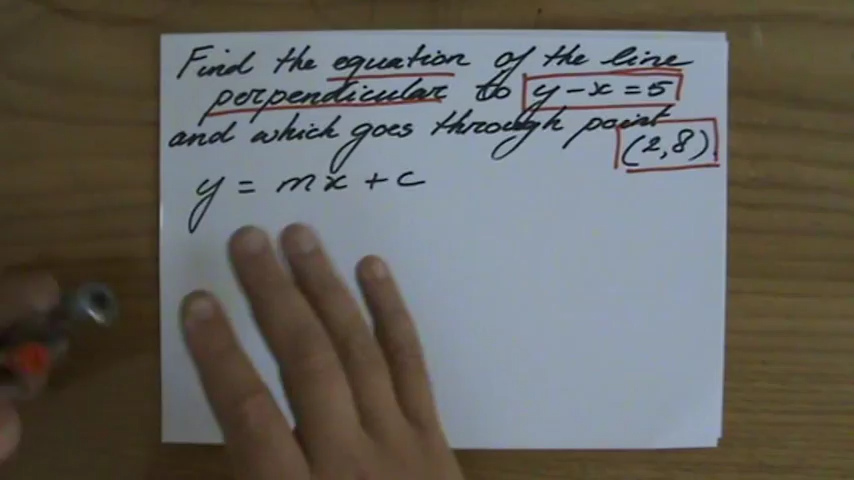 Find the equation of the line
perpendicular to y - x = 5
and which goes through point
(2,8).
y = mx + c